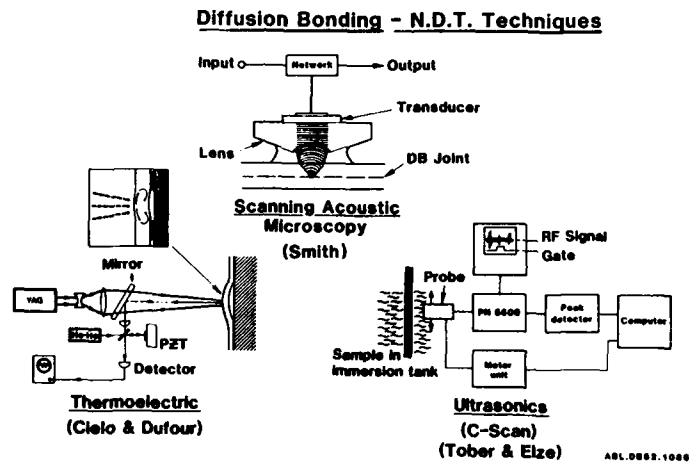 Diffusion Bonding - N.D.T. Techniques
Input
Network
Output
Transducer
Lens
DB Joint
Scanning Acoustic
Microscopy
(Smith)
Mirror
YAG
He-Ne
PZT
Detector
Thermoelectric
(Cielo & Dufour)
RF Signal
Gate
Probe
Peak
detector
Computer
Sample in
immersion tank
Motor
unit
Ultrasonics
(C-Scan)
(Tober & Elze)